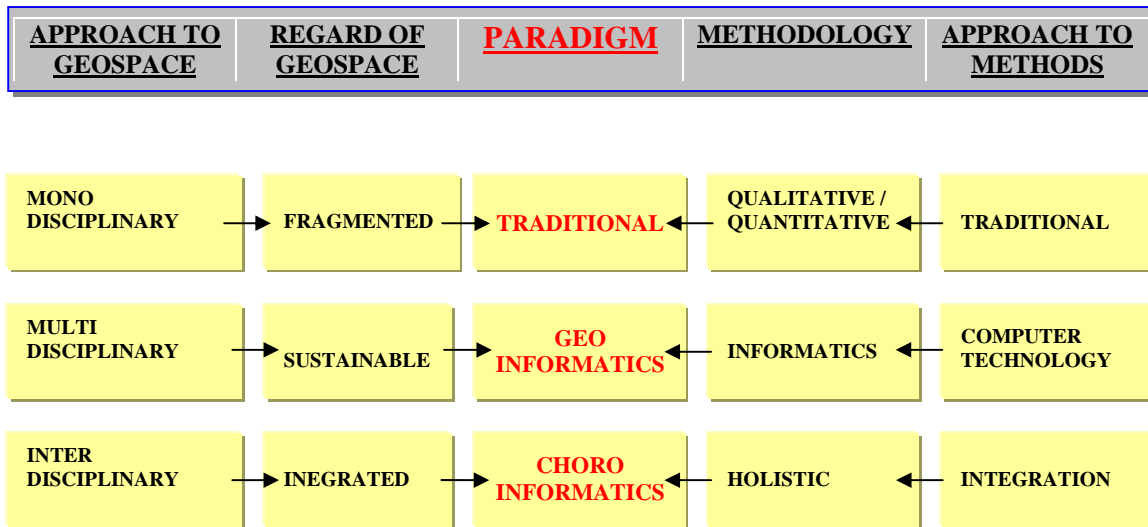 APPROACH TO
GEOSPACE
REGARD OF
GEOSPACE
PARADIGM
METHODOLOGY
APPROACH TO
METHODS
MONO
DISCIPLINARY
FRAGMENTED
TRADITIONAL
QUALITATIVE /
QUANTITATIVE
TRADITIONAL
MULTI
DISCIPLINARY
SUSTAINABLE
GEO
INFORMATICS
INFORMATICS
COMPUTER
TECHNOLOGY
INTER
DISCIPLINARY
INEGRATED
CHORO
INFORMATICS
HOLISTIC
INTEGRATION